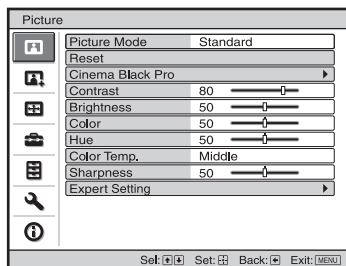 Picture
Picture Mode Standard
Reset
Cinema Black Pro
Contrast 80
Brightness 50
Color 50
Hue 50
Color Temp. Middle
Sharpness 50
Expert Setting
Sel: Set: Back: Exit: MENU